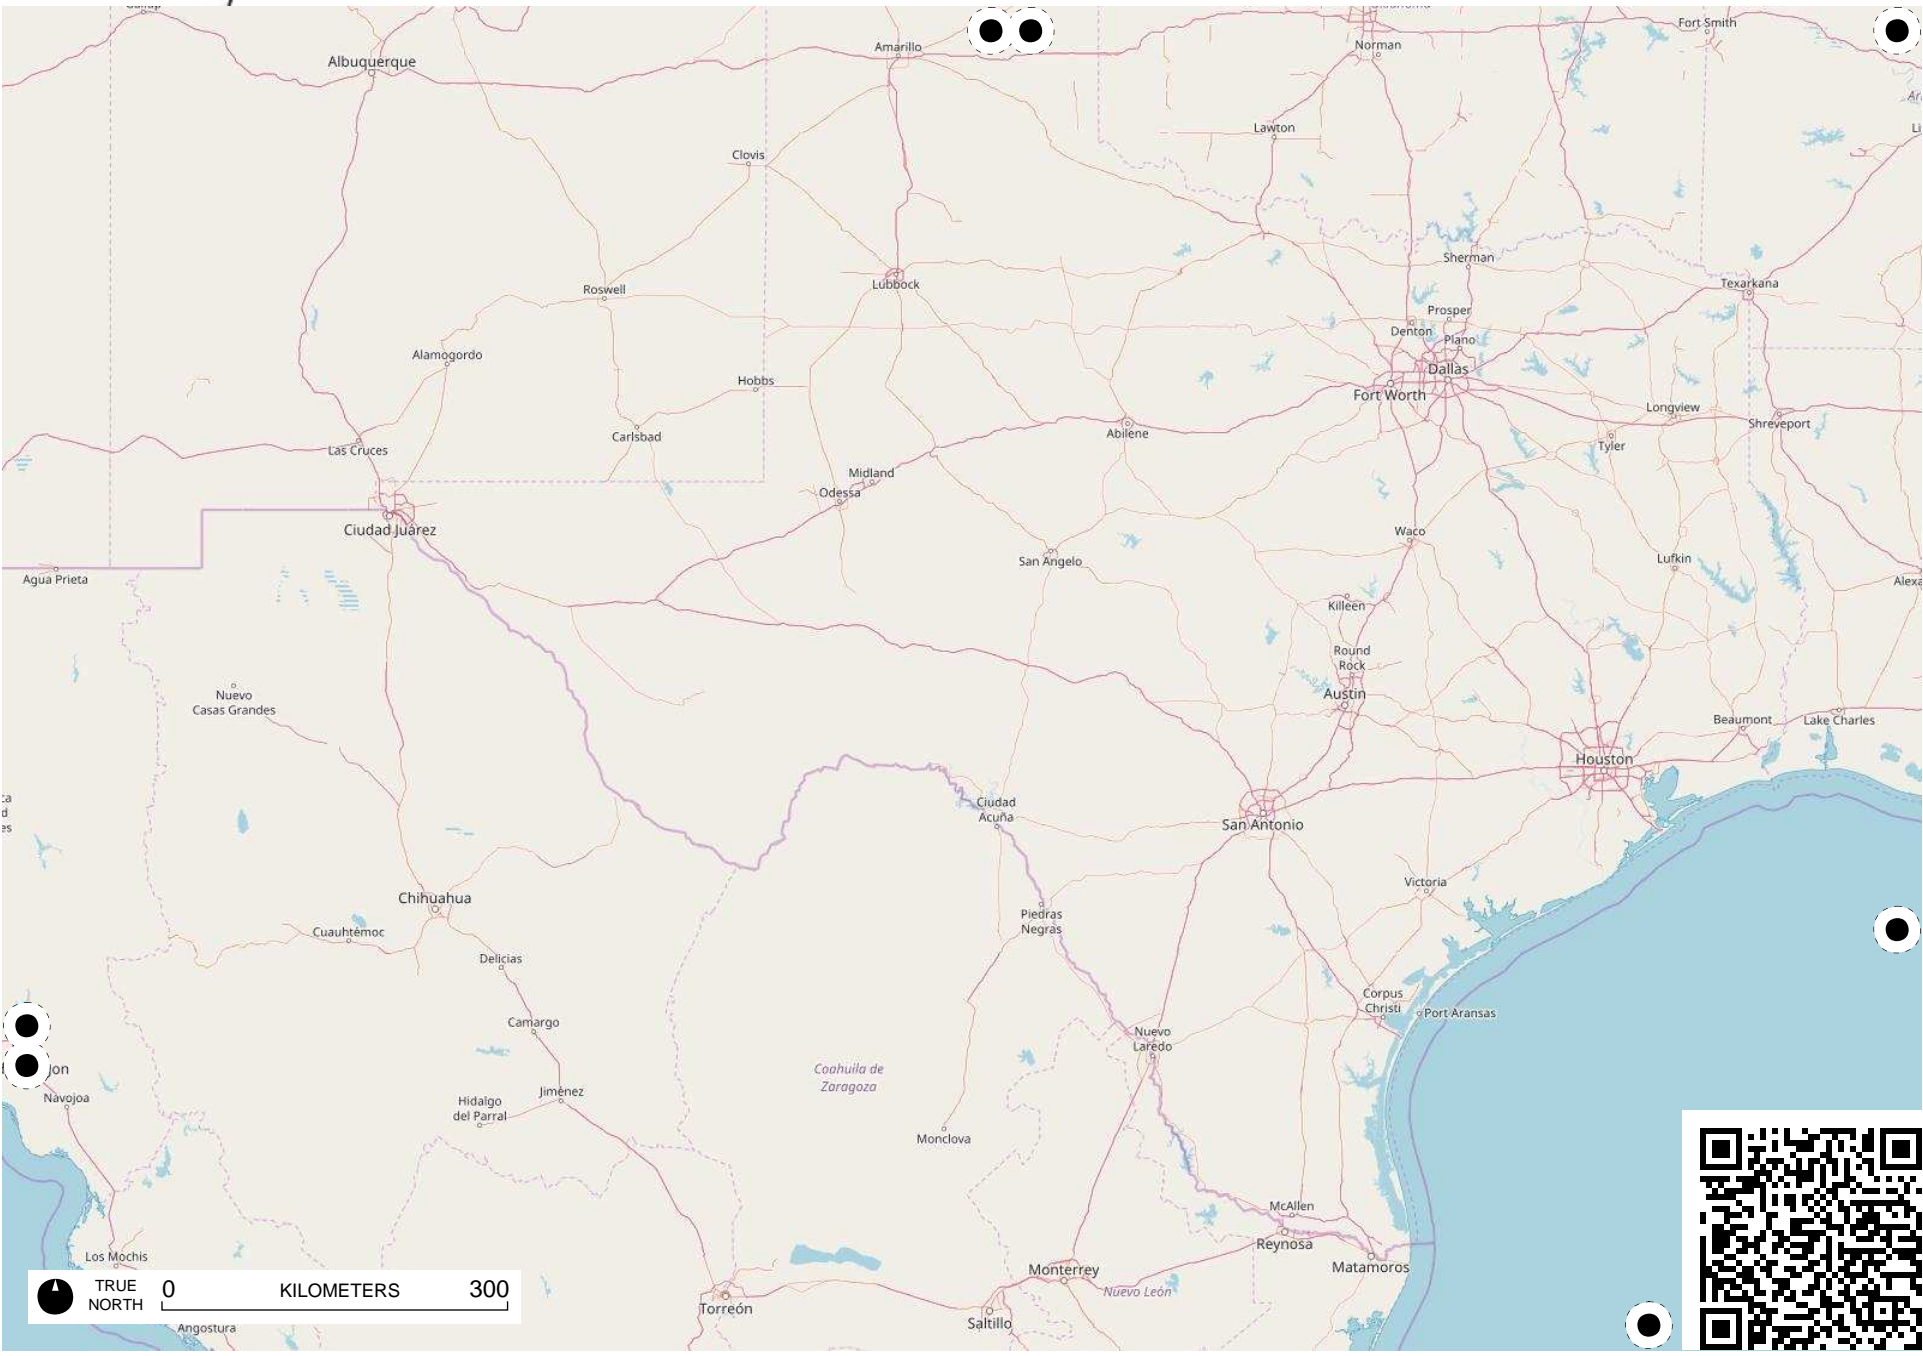 Gallup
Oklahoma
Fort Smith
Norman
Amarillo
Albuquerque
Lawton
Clovis
Sherman
Lubbock
Roswell
Texarkana
Prosper
Denton
Plano
Alamogordo
Dallas
Hobbs
Fort Worth
Longview
Shreveport
Carlsbad
Abilene
Tyler
Las Cruces
Midland
Odessa
Ciudad Juárez
Waco
San Angelo
Lufkin
Agua Prieta
Alexa
Killeen
Round
Rock
Nuevo
Casas Grandes
Austin
Beaumont
Lake Charles
Houston
Ciudad
Acuña
San Antonio
Victoria
Chihuahua
Piedras
Negras
Cuauhtémoc
Delicias
Corpus
Christi
Port Aransas
Camargo
Nuevo
Laredo
Coahuila de
Zaragoza
Navojoa
Jiménez
Hidalgo
del Parral
Monclova
McAllen
Reynosa
Los Mochis
Matamoros
Monterrey
Nuevo León
Torreón
Saltillo
Angostura
TRUE
NORTH
0 KILOMETERS 300